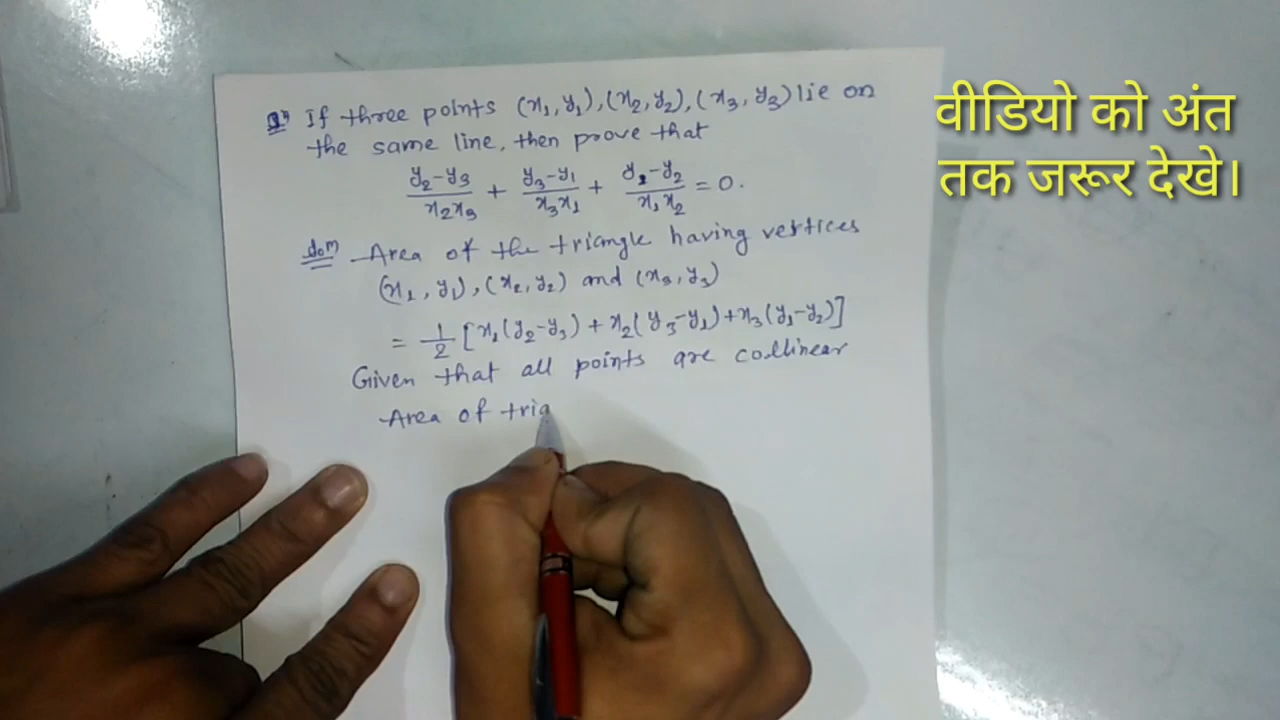 Qn If three points (x1, y1), (x2, y2), (x3, y3) lie on
the same line, then prove that
y2-y3/x2x3 + y3-y1/x3x1 + y1-y2/x1x2 = 0.
Soln Area of the triangle having vertices
(x1, y1), (x2, y2) and (x3, y3)
= 1/2 [x1(y2-y3) + x2(y3-y1) + x3(y1-y2)]
Given that all points are collinear
Area of tria
वीडियो को अंत
तक जरूर देखे।